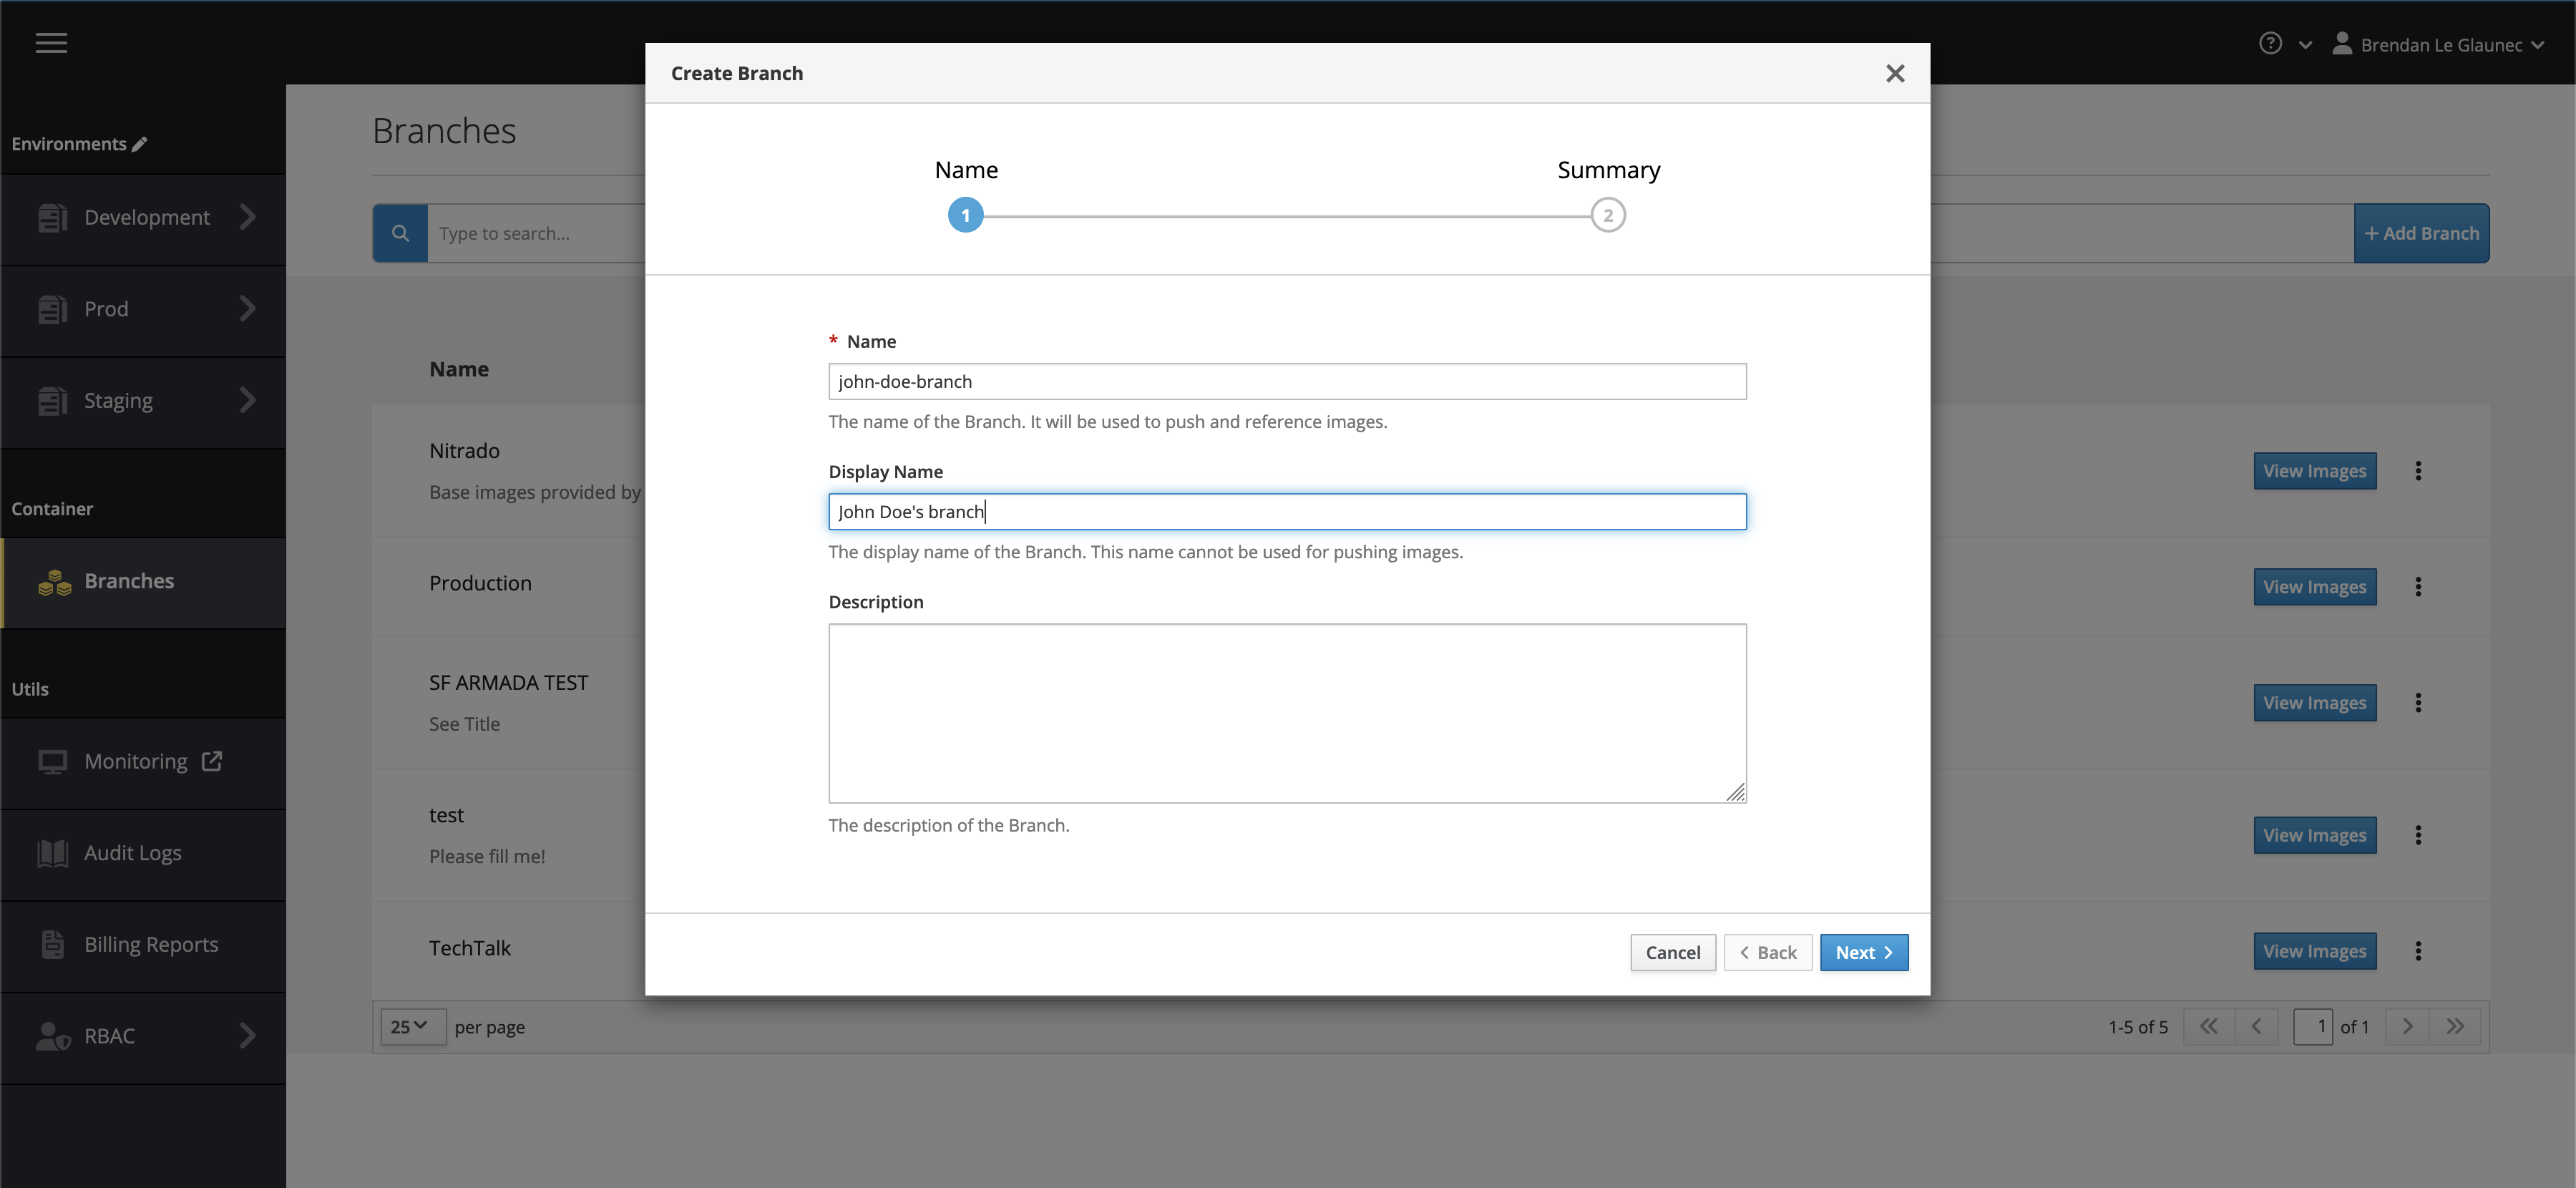 Brendan Le Glaunec
Create Branch
Environments
Development
Prod
Staging
Container
Branches
Utils
Monitoring
Audit Logs
Billing Reports
RBAC
Branches
Type to search...
+ Add Branch
Name
Nitrado
Base images provided by
View Images
Production
View Images
SF ARMADA TEST
See Title
View Images
test
Please fill me!
View Images
TechTalk
View Images
25 per page
1-5 of 5
1 of 1
Name
Summary
1
2
* Name
john-doe-branch
The name of the Branch. It will be used to push and reference images.
Display Name
John Doe's branch
The display name of the Branch. This name cannot be used for pushing images.
Description
The description of the Branch.
Cancel
Back
Next